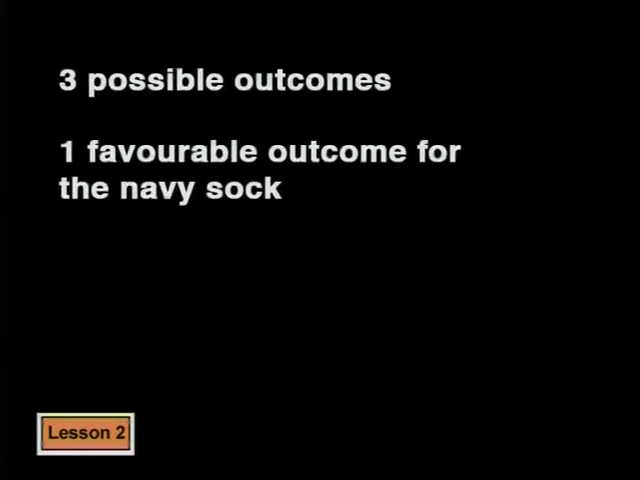 3 possible outcomes
1 favourable outcome for
the navy sock
Lesson 2